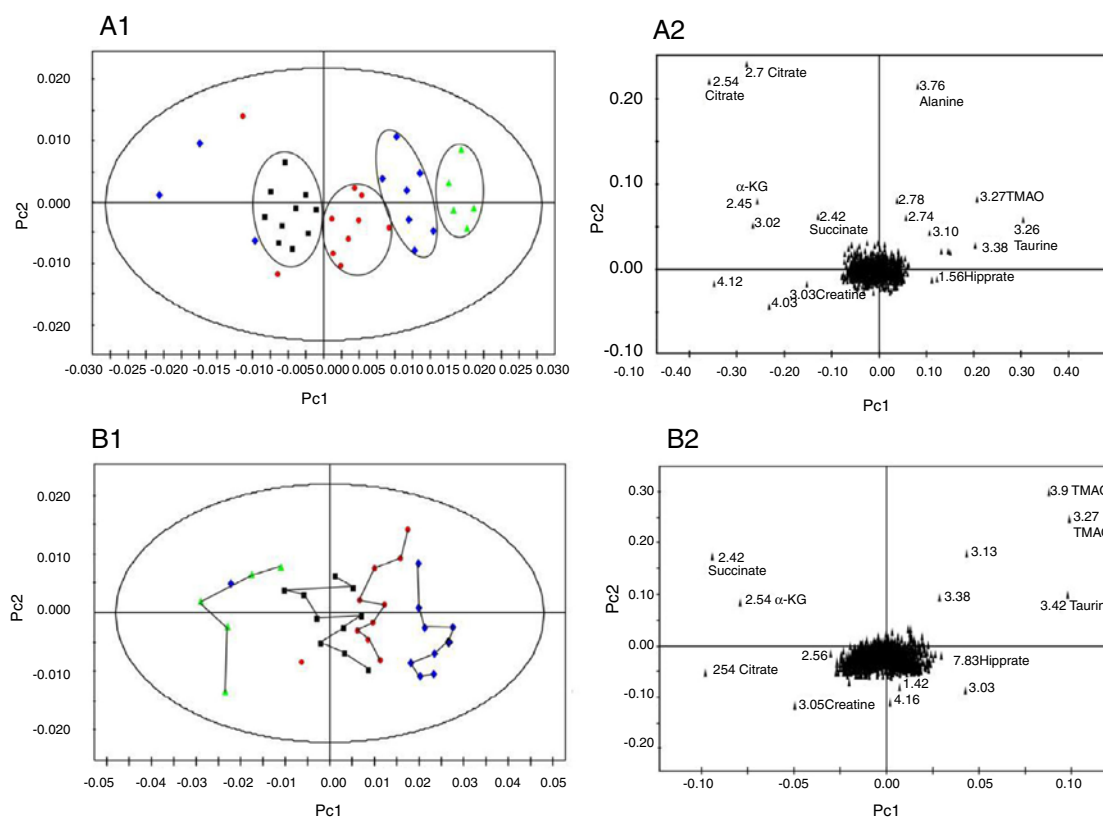 A1
Pc2
0.020
0.010
0.000
-0.010
-0.020
-0.030 -0.025 -0.020 -0.015 -0.010 -0.005 0.000 0.005 0.010 0.015 0.020 0.025 0.030
Pc1
A2
Pc2
0.20
0.10
0.00
-0.10
2.7 Citrate
2.54
Citrate
3.76
Alanine
α-KG
2.45
3.02
2.42
Succinate
2.78
2.74
3.27TMAO
3.10
3.26
Taurine
3.38
1.56Hipprate
4.12
4.03
3.03Creatine
-0.10 -0.40 -0.20 0.00 0.10 0.20 0.30 0.40
Pc1
B1
Pc2
0.020
0.010
0.000
-0.010
-0.020
-0.05 -0.04 -0.03 -0.02 -0.01 0.00 0.01 0.02 0.03 0.04 0.05
Pc1
B2
Pc2
0.30
0.20
0.10
0.00
-0.10
-0.20
3.9 TMAO
3.27
TMAO
3.13
2.42
Succinate
2.54 α-KG
3.38
3.42 Taurin
2.56
254 Citrate
7.83Hipprate
1.42
3.03
4.16
3.05Creatine
-0.10 -0.05 0.00 0.05 0.10
Pc1